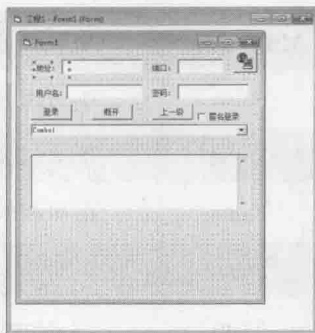 工程1 - Form1 (Form)
Form1
地址: 端口:
用户名: 密码:
登录 断开 上一份 匿名登录
Combo1